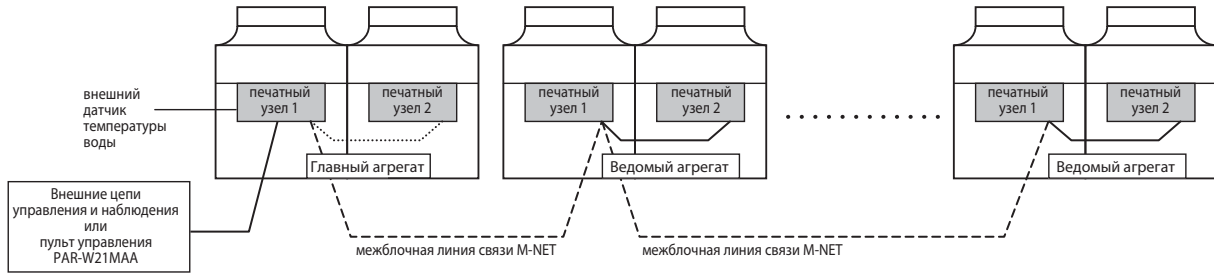 печатный
узел 1
печатный
узел 2
печатный
узел 1
печатный
узел 2
печатный
узел 1
печатный
узел 2
внешний
датчик
температуры
воды
Главный агрегат
Ведомый агрегат
Ведомый агрегат
Внешние цепи
управления и наблюдения
или
пульт управления
PAR-W21MAA
межблочная линия связи M-NET
межблочная линия связи M-NET